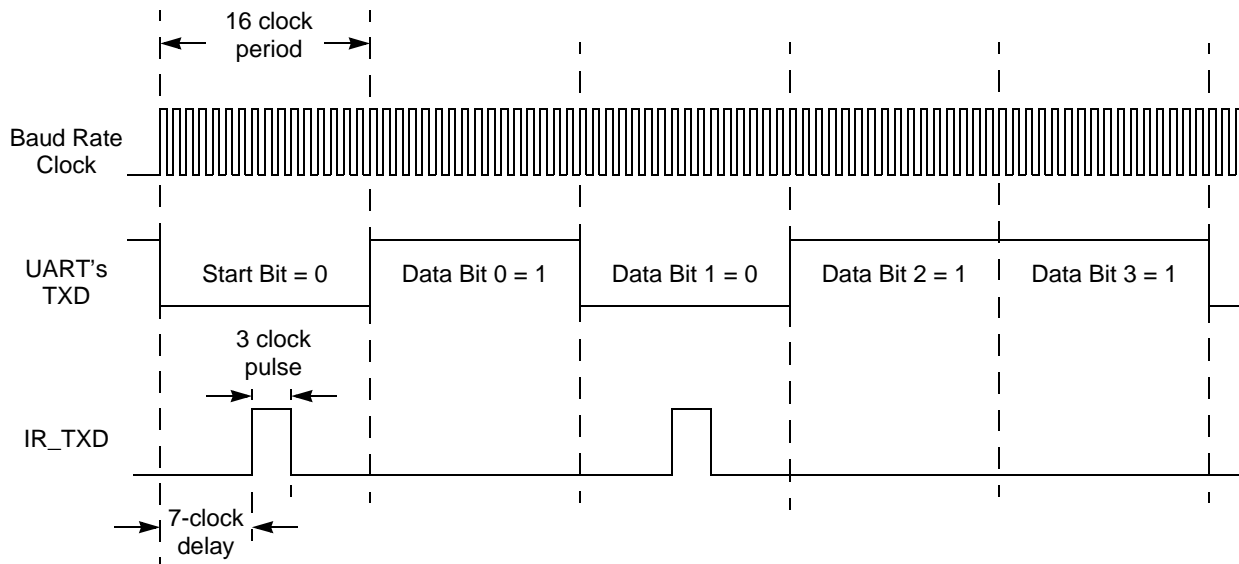 16 clock
period
Baud Rate
Clock
UART's
TXD
Start Bit = 0
Data Bit 0 = 1
Data Bit 1 = 0
Data Bit 2 = 1
Data Bit 3 = 1
3 clock
pulse
IR_TXD
7-clock
delay